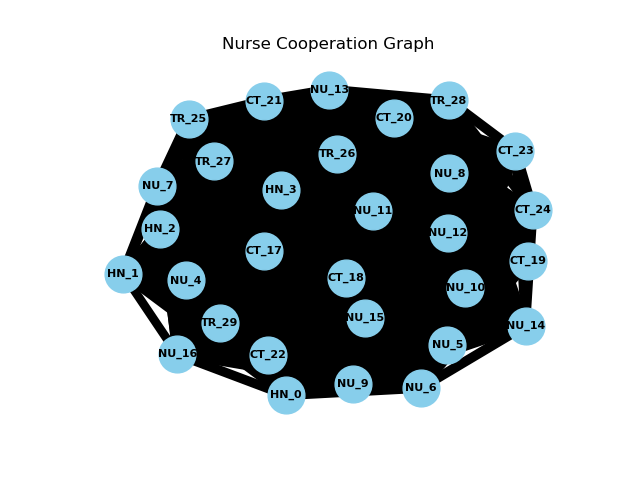 Nurse Cooperation Graph
NU_13
CT_21
TR_28
TR_25
CT_20
CT_23
TR_26
TR_27
NU_8
NU_7
HN_3
CT_24
NU_11
HN_2
NU_12
CT_17
CT_19
HN_1
CT_18
NU_4
NU_10
NU_15
TR_29
NU_14
NU_5
NU_16
CT_22
NU_9
NU_6
HN_0